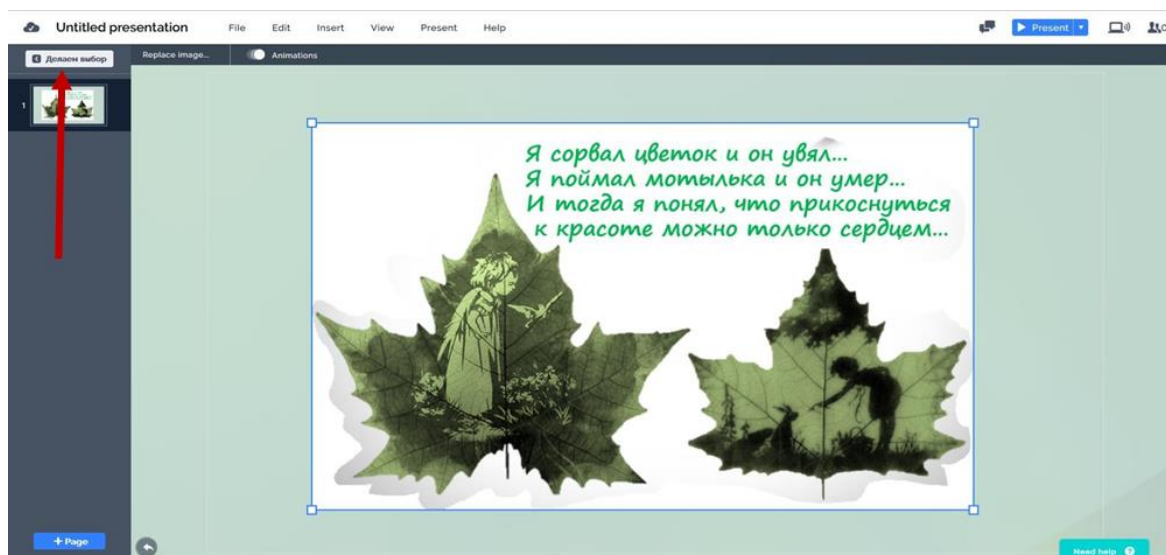 Untitled presentation File Edit Insert View Present Help Present
Делаем выбор Replace image... Animations
1
Я сорвал цветок и он увял...
Я поймал мотылька и он умер...
И тогда я понял, что прикоснуться
к красоте можно только сердцем...
+ Page
Need help ?